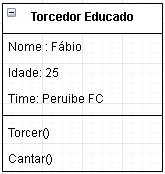 Torcedor Educado
Nome : Fábio
Idade: 25
Time: Peruibe FC
Torcer()
Cantar()